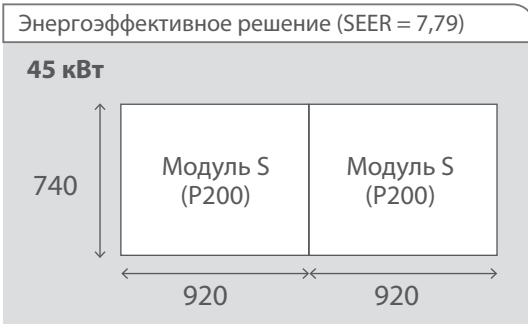 Энергоэффективное решение (SEER = 7,79)
45 кВт
740
Модуль S
(P200)
Модуль S
(P200)
920
920